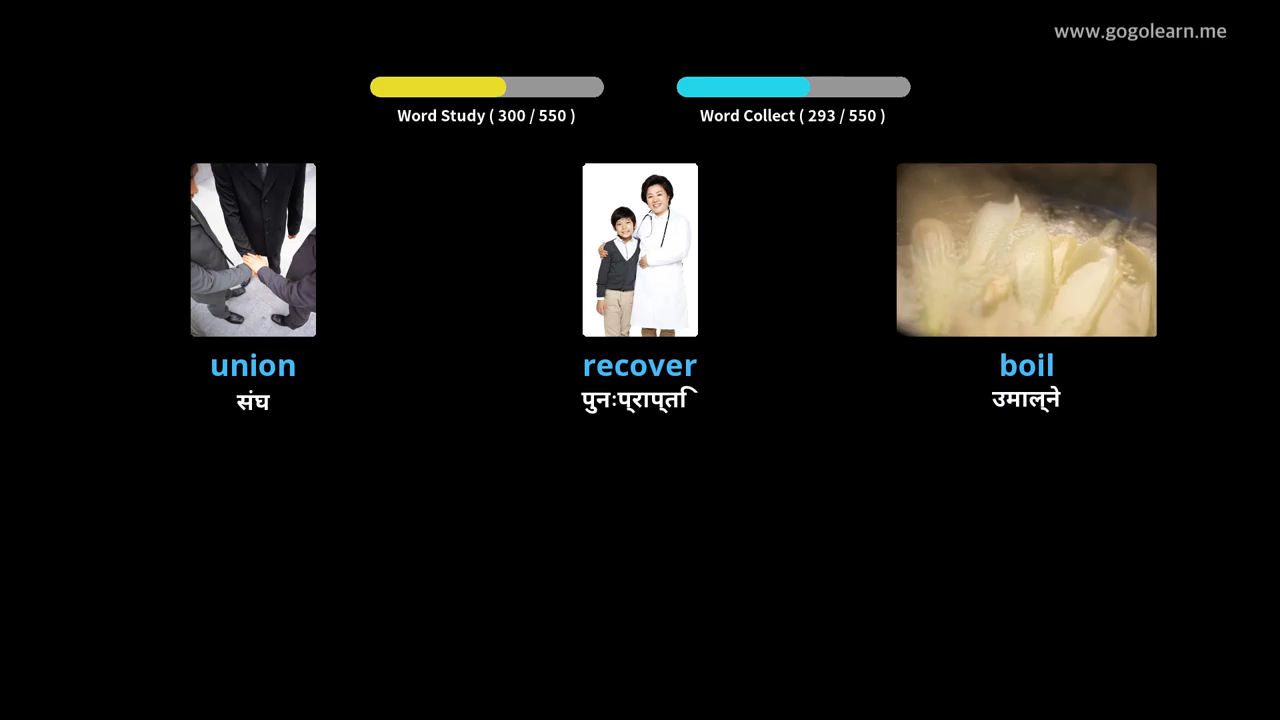 www.gogolearn.me
Word Study ( 300 / 550 )
Word Collect ( 293 / 550 )
union
recover
boil
संघ
पुनःप्राप्ति
उमाल्ने